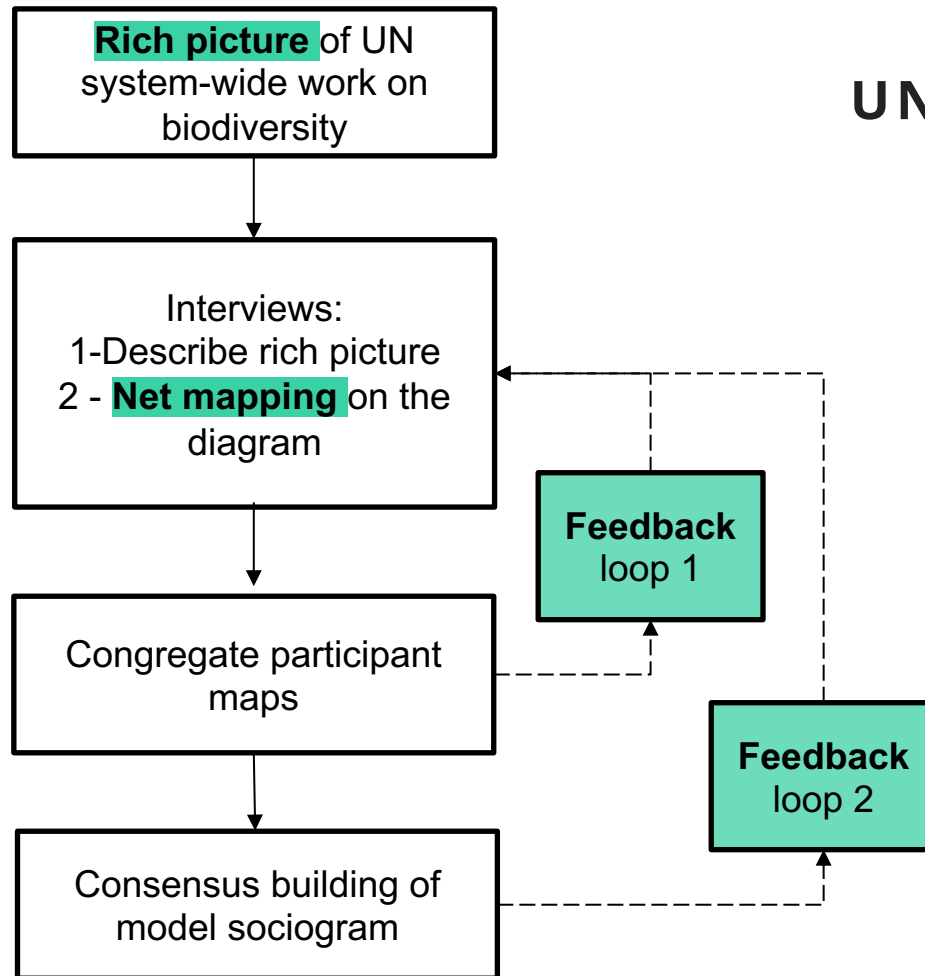 Rich picture of UN
system-wide work on
biodiversity
UN
Interviews:
1-Describe rich picture
2 - Net mapping on the
diagram
Feedback
loop 1
Congregate participant
maps
Feedback
loop 2
Consensus building of
model sociogram